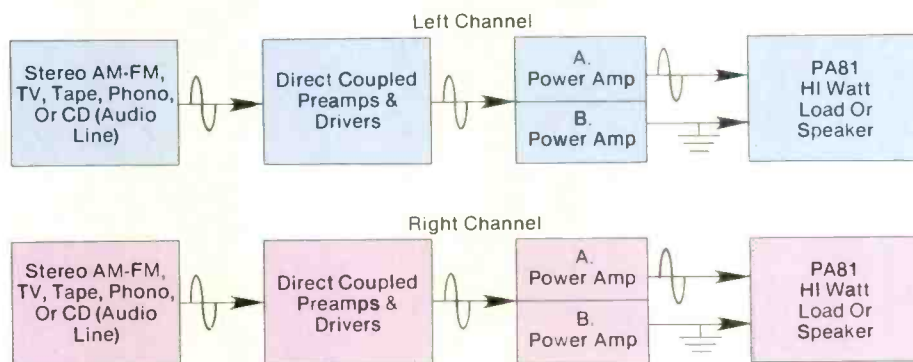 Left Channel
Stereo AM-FM,
TV, Tape, Phono,
Or CD (Audio
Line)
Direct Coupled
Preamps &
Drivers
A.
Power Amp
B.
Power Amp
PA81
HI Watt
Load Or
Speaker
Right Channel
Stereo AM-FM,
TV, Tape, Phono,
Or CD (Audio
Line)
Direct Coupled
Preamps &
Drivers
A.
Power Amp
B.
Power Amp
PA81
HI Watt
Load Or
Speaker